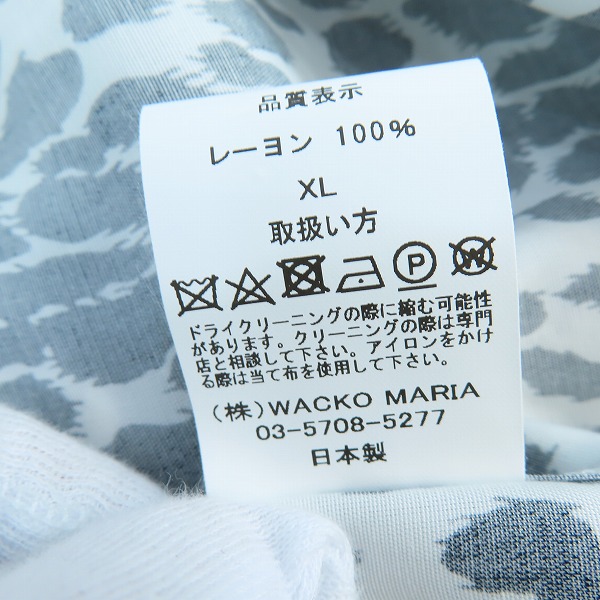 品質表示
レーヨン 100%
XL
取扱い方
P W
ドライクリーニングの際に縮む可能性
があります。クリーニングの際は専門
店と相談して下さい。アイロンをかけ
る際は当て布を使用して下さい。
(株)WACKO MARIA
03-5708-5277
日本製